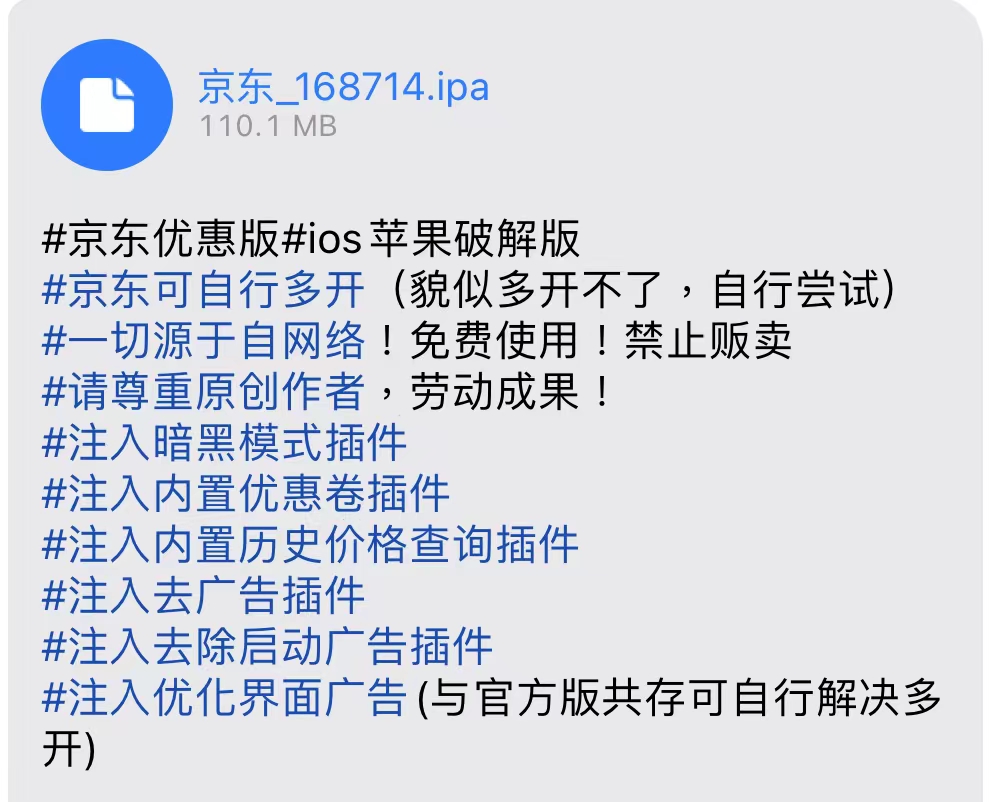 京东_168714.ipa
110.1 MB
#京东优惠版#ios苹果破解版
#京东可自行多开（貌似多开不了，自行尝试）
#一切源于自网络！免费使用！禁止贩卖
#请尊重原创作者，劳动成果！
#注入暗黑模式插件
#注入内置优惠卷插件
#注入内置历史价格查询插件
#注入去广告插件
#注入去除启动广告插件
#注入优化界面广告(与官方版共存可自行解决多
开)